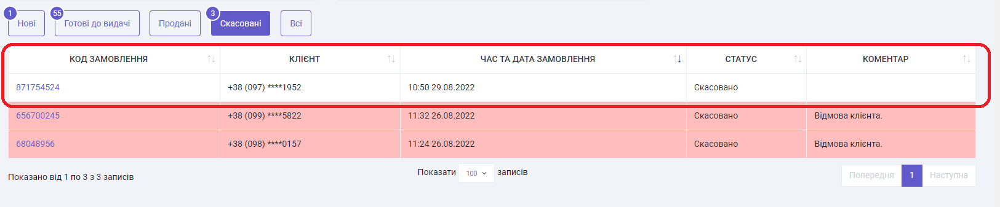 1 55 3
Нові Готові до видачі Продані Скасовані Всі
КОД ЗАМОВЛЕННЯ КЛІЄНТ ЧАС ТА ДАТА ЗАМОВЛЕННЯ СТАТУС КОМЕНТАР
871754524 +38 (097) ****1952 10:50 29.08.2022 Скасовано
656700245 +38 (099) ****5822 11:32 26.08.2022 Скасовано Відмова клієнта.
68048956 +38 (098) ****0157 11:24 26.08.2022 Скасовано Відмова клієнта.
Показано від 1 по 3 з 3 записів Показати 100 записів Попередня 1 Наступна